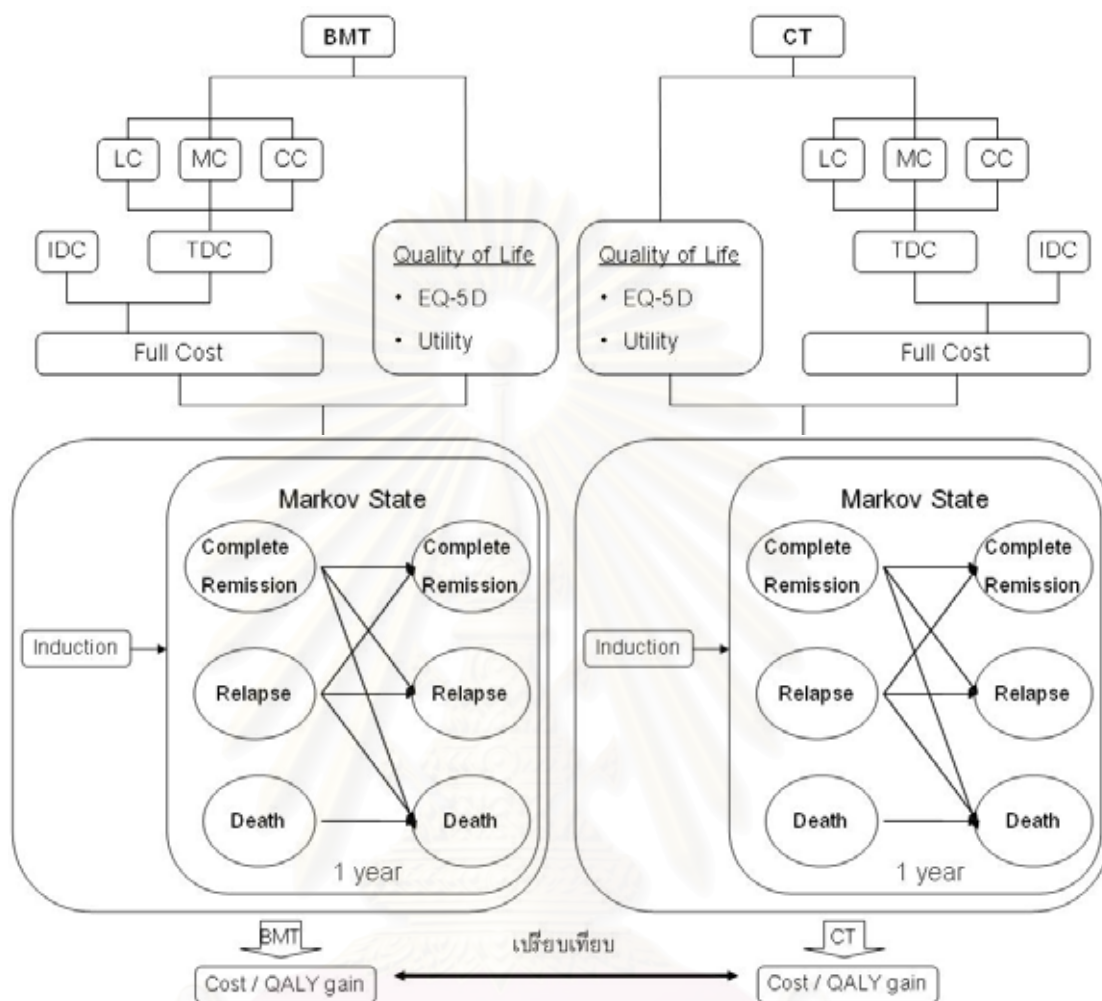 BMT
CT
LC MC CC
LC MC CC
IDC TDC
TDC IDC
Quality of Life
• EQ-5D
• Utility
Quality of Life
• EQ-5D
• Utility
Full Cost
Full Cost
Markov State
Complete
Remission
Complete
Remission
Induction
Relapse
Relapse
Death
Death
1 year
Markov State
Complete
Remission
Complete
Remission
Induction
Relapse
Relapse
Death
Death
1 year
BMT
เปรียบเทียบ
CT
Cost / QALY gain
Cost / QALY gain